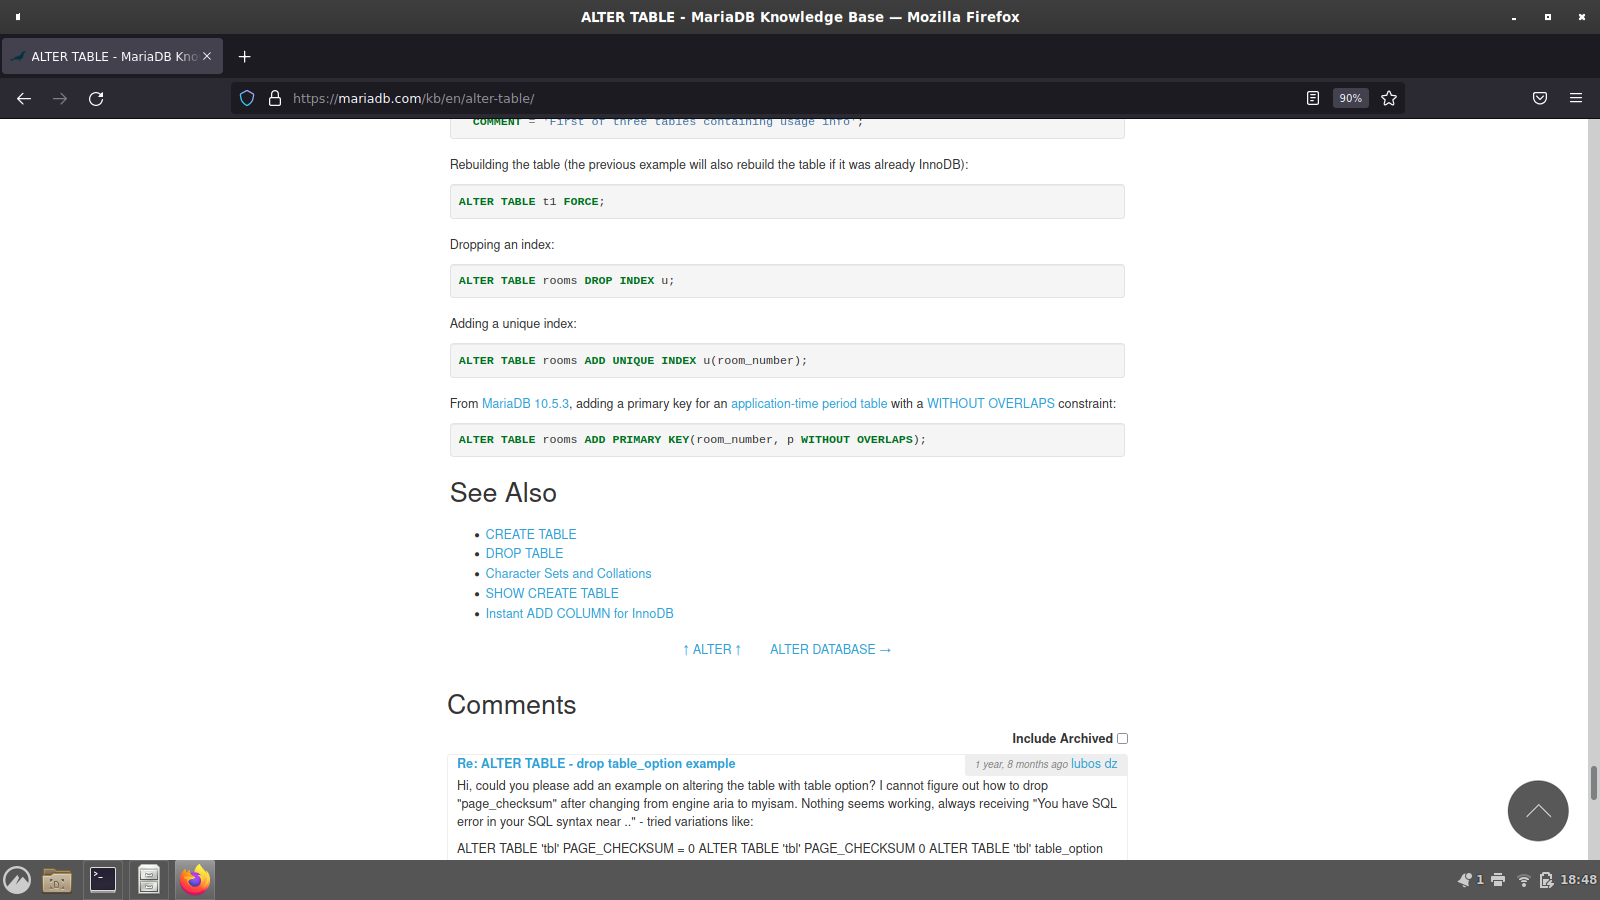 ALTER TABLE - MariaDB Knowledge Base — Mozilla Firefox
ALTER TABLE - MariaDB Kno
https://mariadb.com/kb/en/alter-table/
90%
COMMENT = 'First of three tables containing usage info';
Rebuilding the table (the previous example will also rebuild the table if it was already InnoDB):
ALTER TABLE t1 FORCE;
Dropping an index:
ALTER TABLE rooms DROP INDEX u;
Adding a unique index:
ALTER TABLE rooms ADD UNIQUE INDEX u(room_number);
From MariaDB 10.5.3, adding a primary key for an application-time period table with a WITHOUT OVERLAPS constraint:
ALTER TABLE rooms ADD PRIMARY KEY(room_number, p WITHOUT OVERLAPS);
See Also
• CREATE TABLE
• DROP TABLE
• Character Sets and Collations
• SHOW CREATE TABLE
• Instant ADD COLUMN for InnoDB
↑ ALTER ↑ ALTER DATABASE →
Comments
Include Archived
Re: ALTER TABLE - drop table_option example
1 year, 8 months ago lubos dz
Hi, could you please add an example on altering the table with table option? I cannot figure out how to drop
"page_checksum" after changing from engine aria to myisam. Nothing seems working, always receiving "You have SQL
error in your SQL syntax near .." - tried variations like:
ALTER TABLE 'tbl' PAGE_CHECKSUM = 0 ALTER TABLE 'tbl' PAGE_CHECKSUM 0 ALTER TABLE 'tbl' table_option
1
18:48